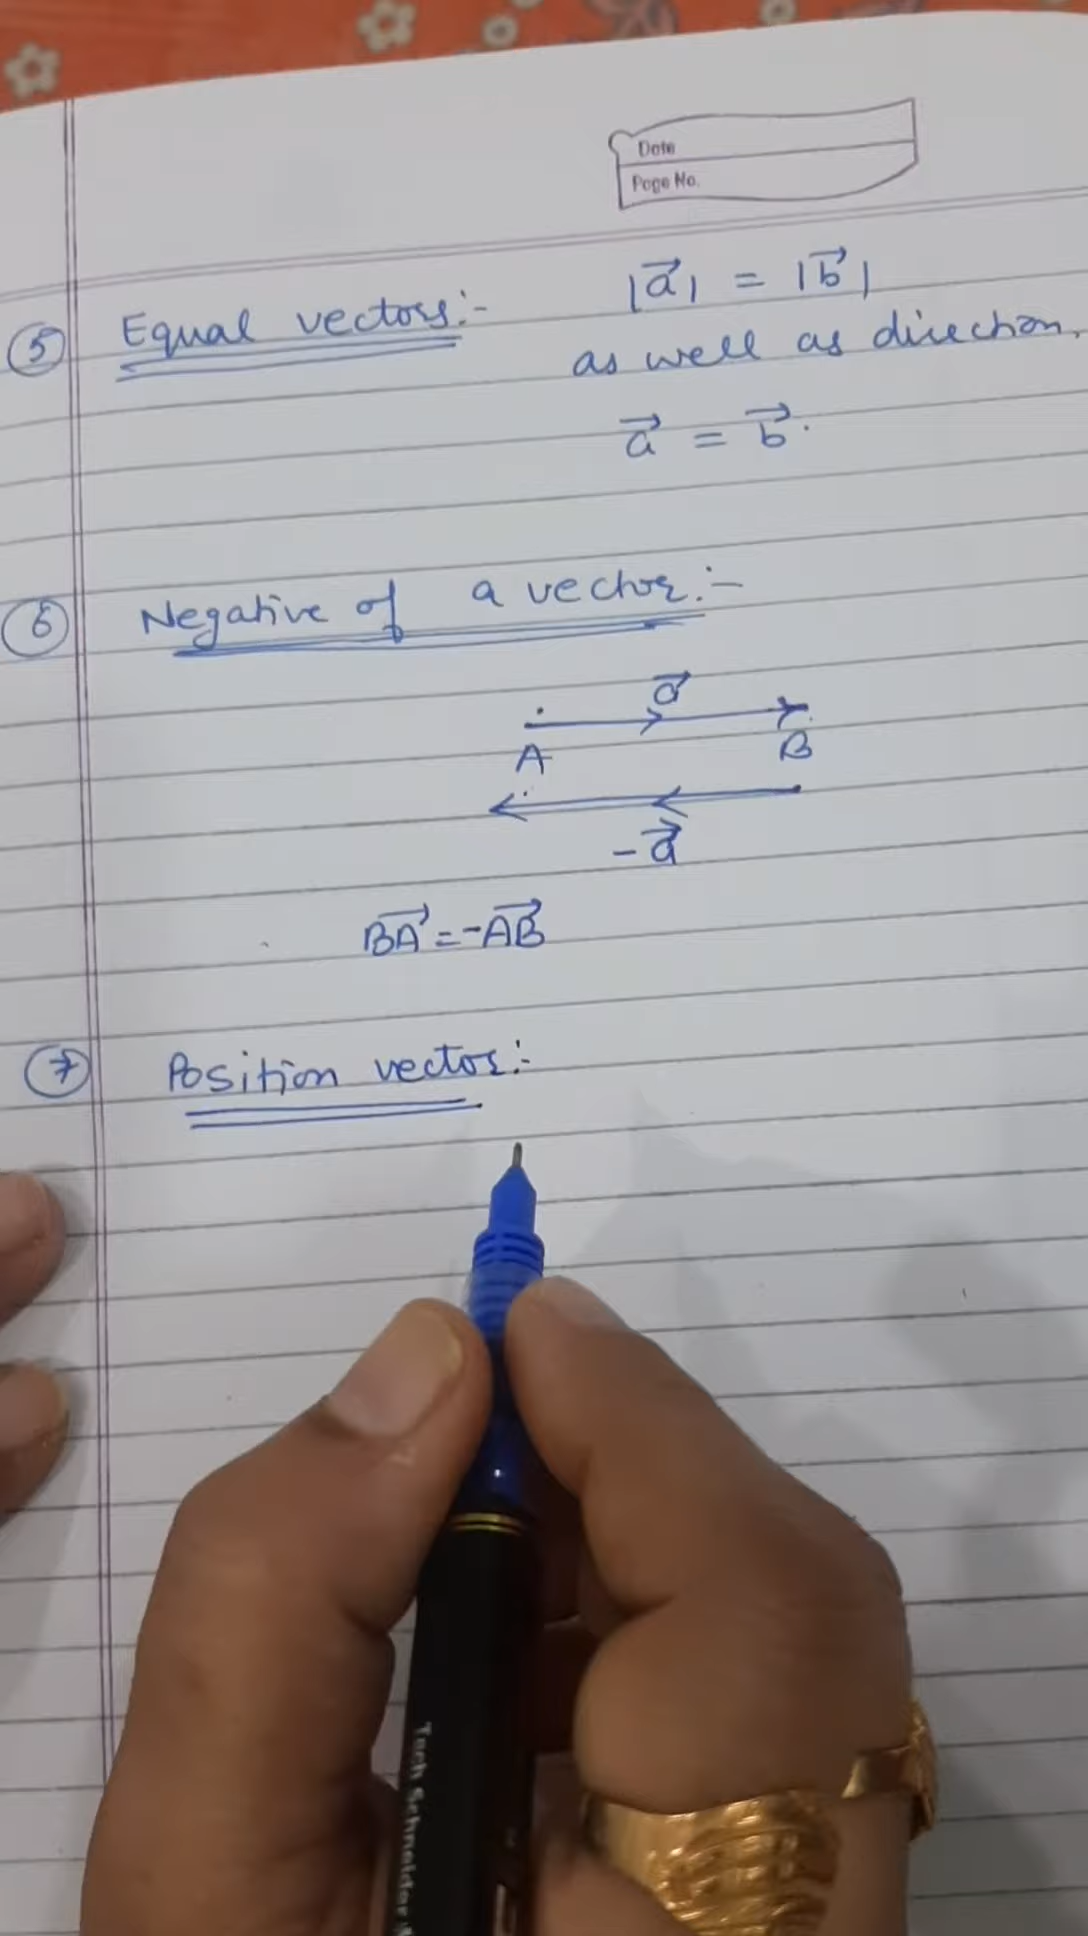 Date
Page No.
⑤ Equal vectors:- |a⃗| = |b⃗|
as well as direction.
a⃗ = b⃗.
⑥ Negative of a vector:-
a⃗
A B
-a⃗
BA⃗ = -AB⃗
⑦ Position vector:-